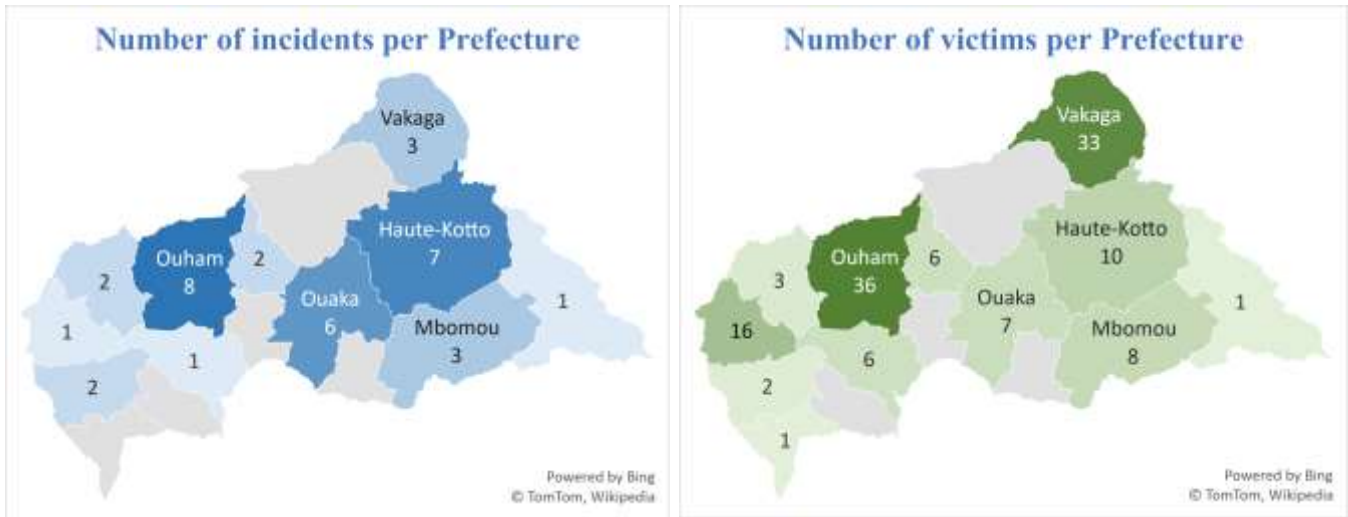 Number of incidents per Prefecture
Vakaga
3
Haute-Kotto
7
Ouham
8
2
2
Ouaka
6
1
1
Mbomou
3
1
2
Powered by Bing
© TomTom, Wikipedia
Number of victims per Prefecture
Vakaga
33
Haute-Kotto
10
Ouham
36
6
3
Ouaka
7
1
16
Mbomou
8
6
2
1
Powered by Bing
© TomTom, Wikipedia